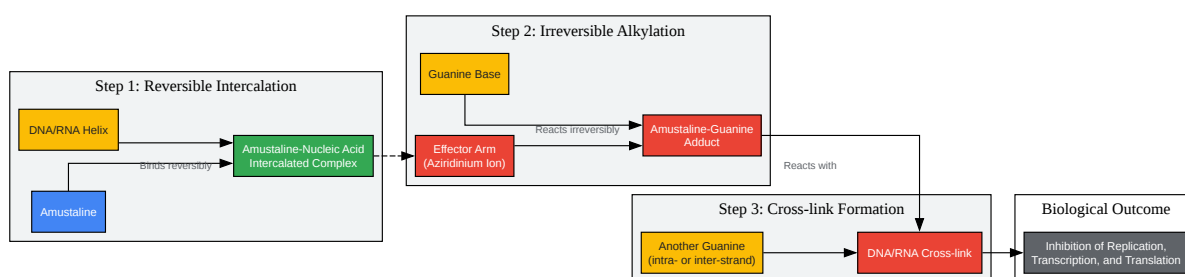 Step 1: Reversible Intercalation
DNA/RNA Helix
Binds reversibly
Amustaline
Amustaline-Nucleic Acid
Intercalated Complex
Step 2: Irreversible Alkylation
Guanine Base
Reacts irreversibly
Effector Arm
(Aziridinium Ion)
Amustaline-Guanine
Adduct
Reacts with
Step 3: Cross-link Formation
Another Guanine
(intra- or inter-strand)
DNA/RNA Cross-link
Biological Outcome
Inhibition of Replication,
Transcription, and Translation